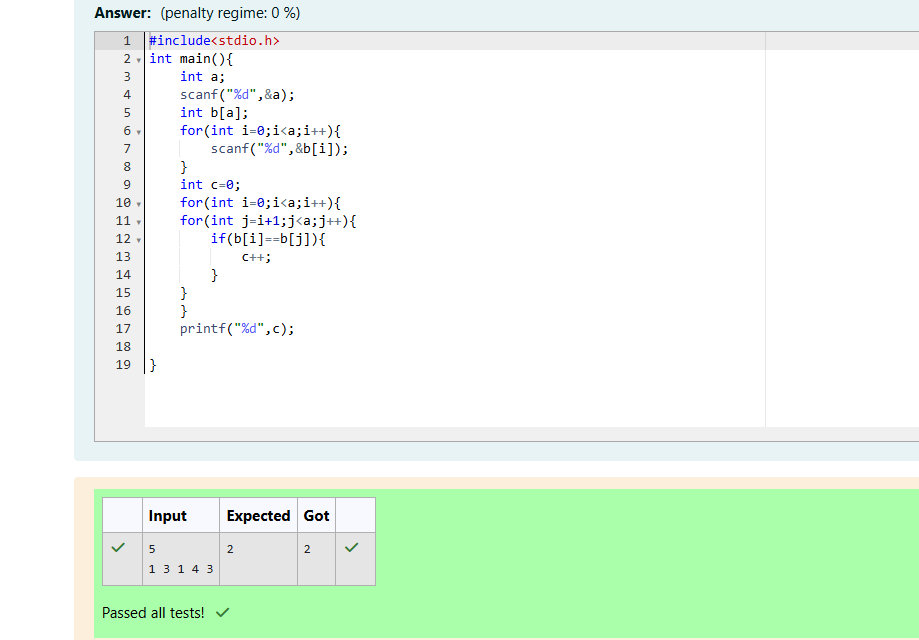 Answer: (penalty regime: 0 %)
1 #include<stdio.h>
2 int main(){
3     int a;
4     scanf("%d",&a);
5     int b[a];
6     for(int i=0;i<a;i++){
7         scanf("%d",&b[i]);
8     }
9     int c=0;
10     for(int i=0;i<a;i++){
11     for(int j=i+1;j<a;j++){
12         if(b[i]==b[j]){
13             c++;
14         }
15     }
16     }
17     printf("%d",c);
18
19 }
Input Expected Got
5 2 2
1 3 1 4 3
Passed all tests!